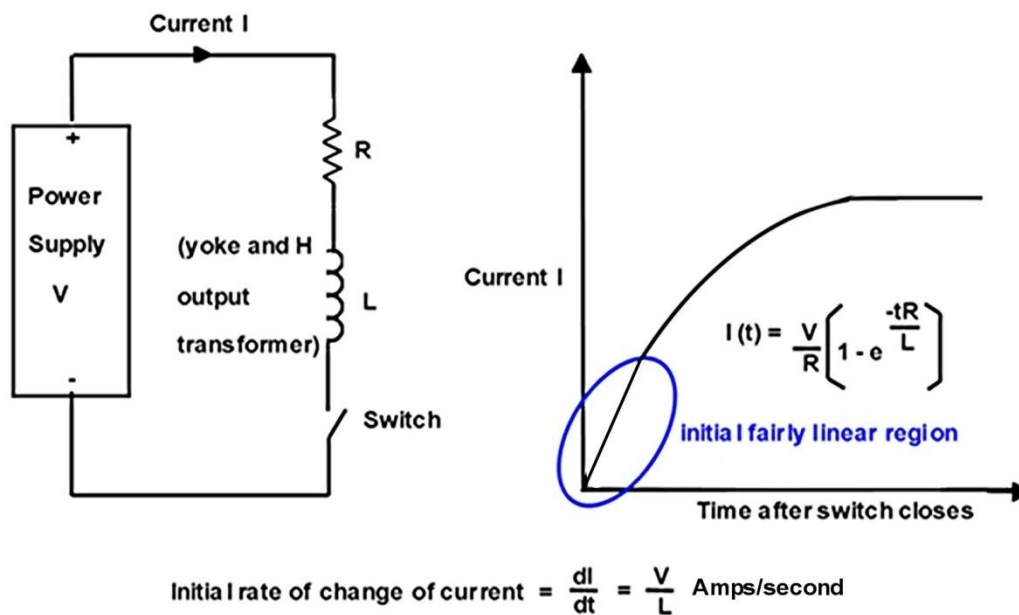 Current I
+
Power
Supply
V
-
R
(yoke and H
output
transformer)
L
Switch
Current I
I (t) = V/R [ 1 - e -tR/L ]
initial fairly linear region
Time after switch closes
Initial rate of change of current = dI/dt = V/L Amps/second